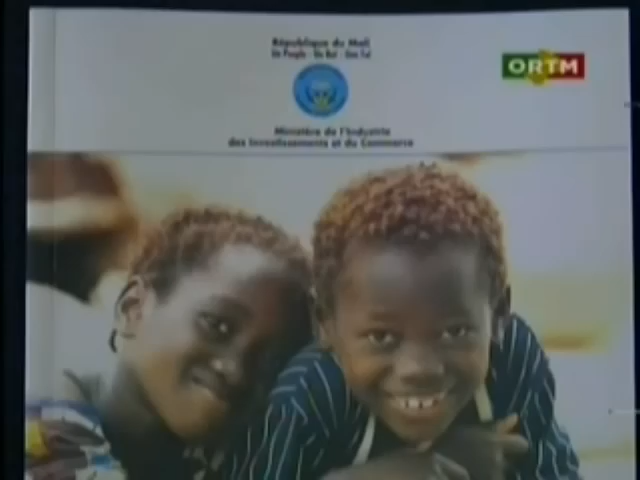 République du Mali
Un Peuple - Un But - Une Foi
ORTM
Ministère de l'Industrie
des Investissements et du Commerce